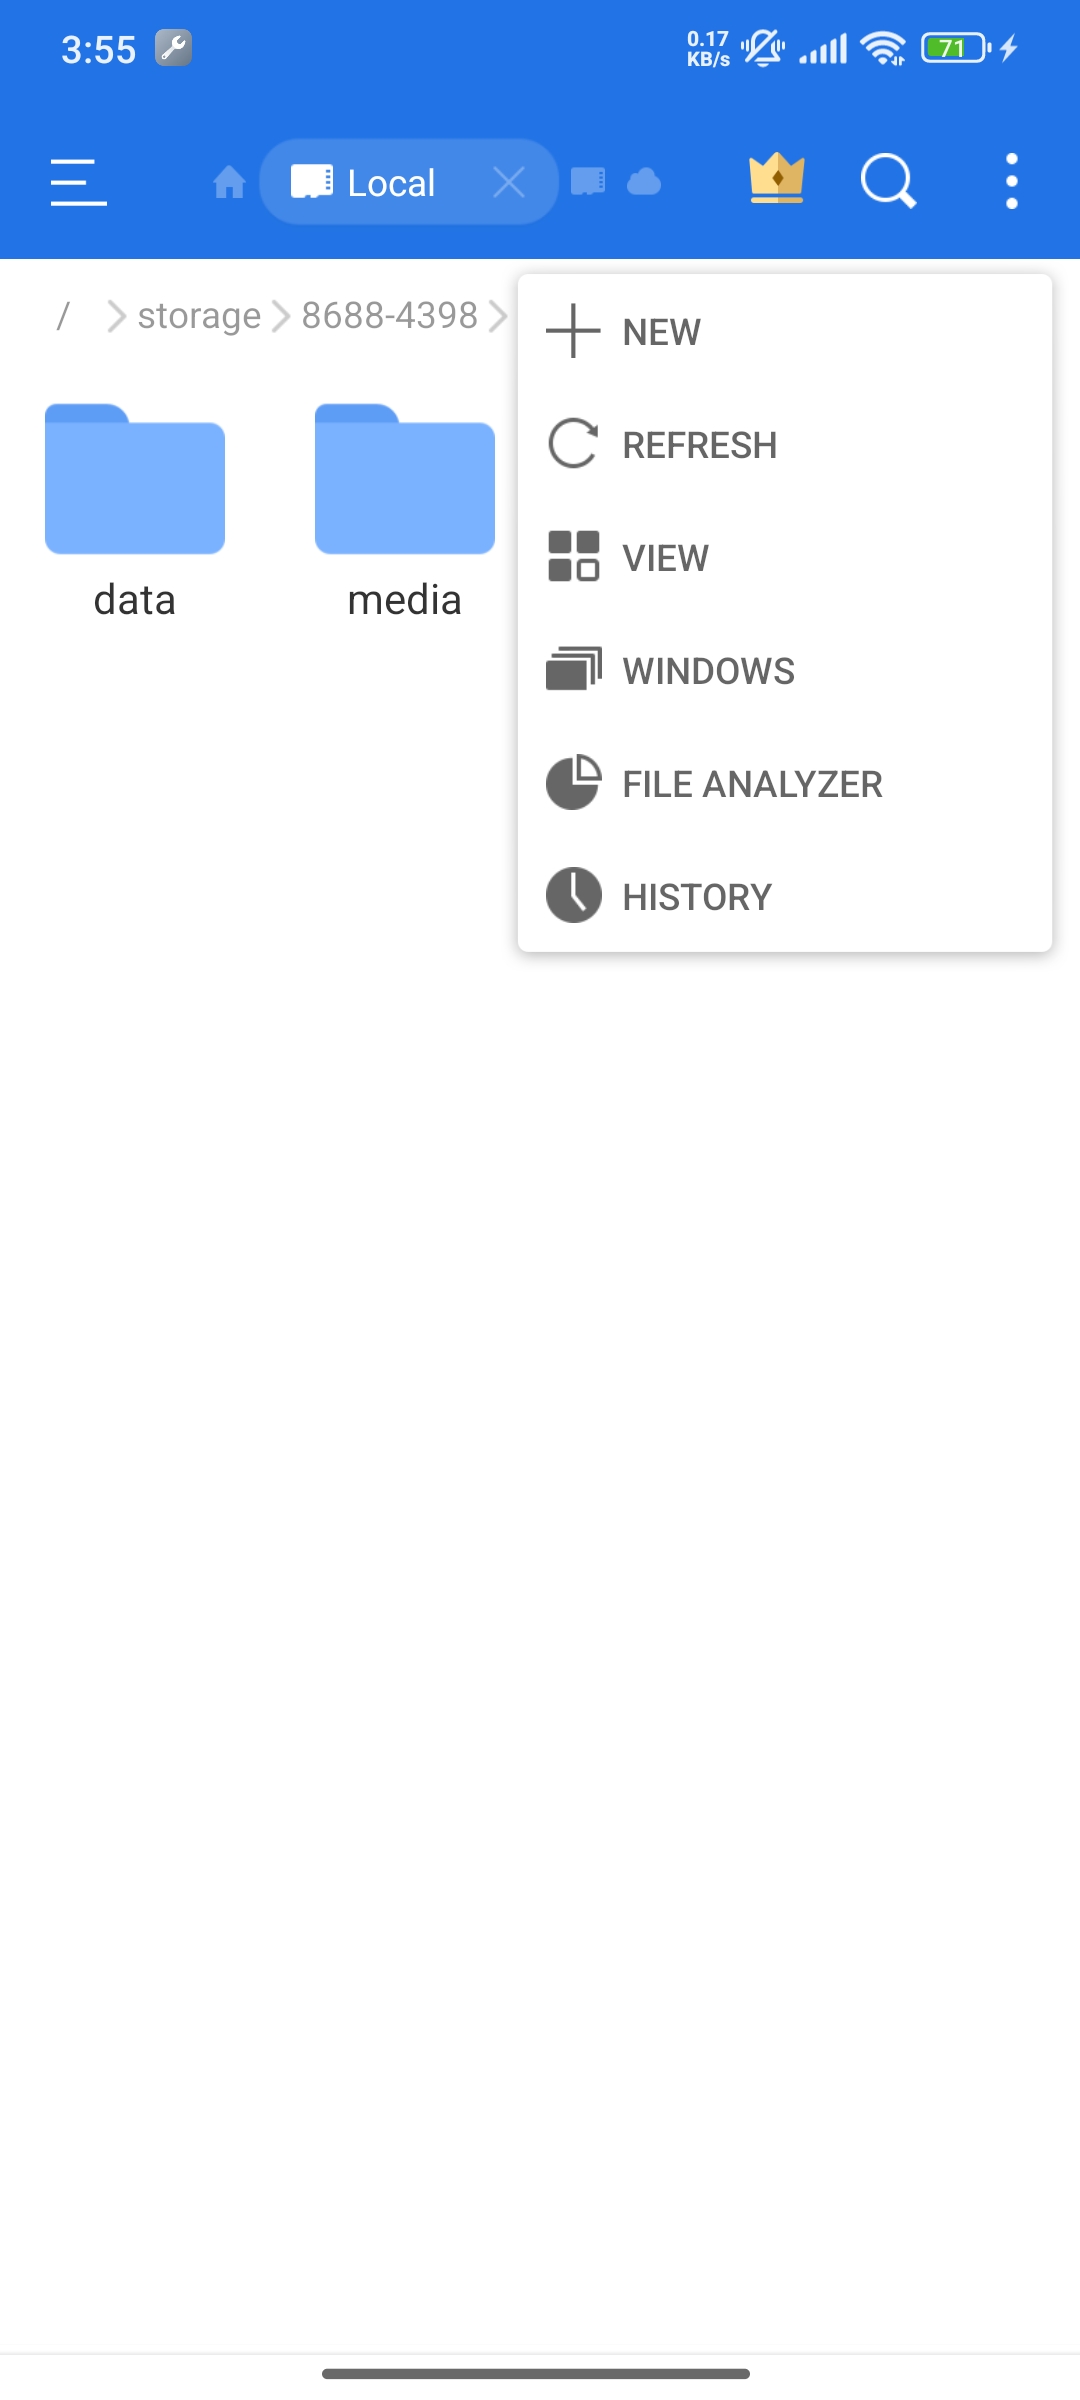 3:55
0.17
KB/s
71
Local
/ storage 8688-4398
NEW
REFRESH
VIEW
WINDOWS
FILE ANALYZER
HISTORY
data
media